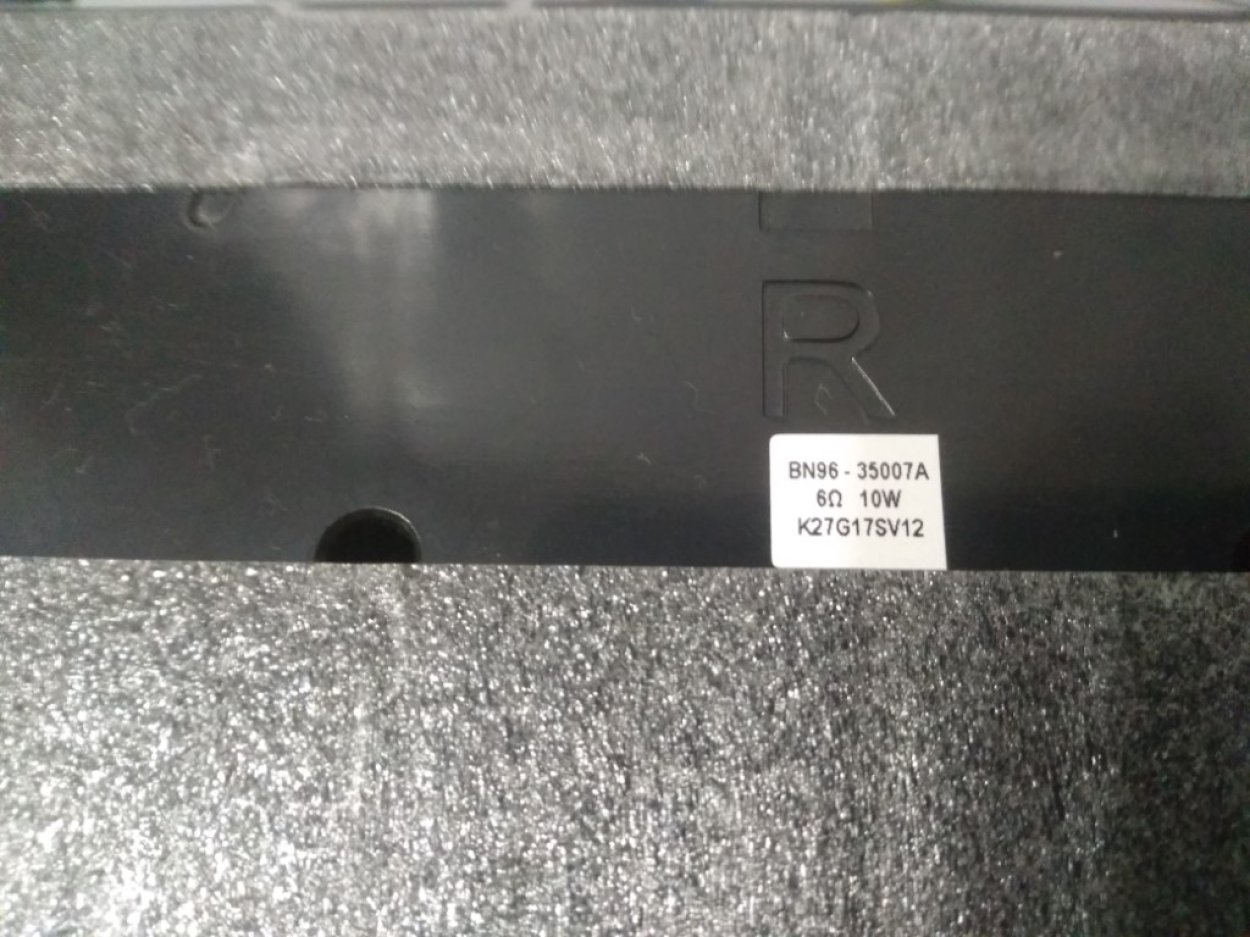 R
BN96 - 35007A
6Ω 10W
K27G17SV12